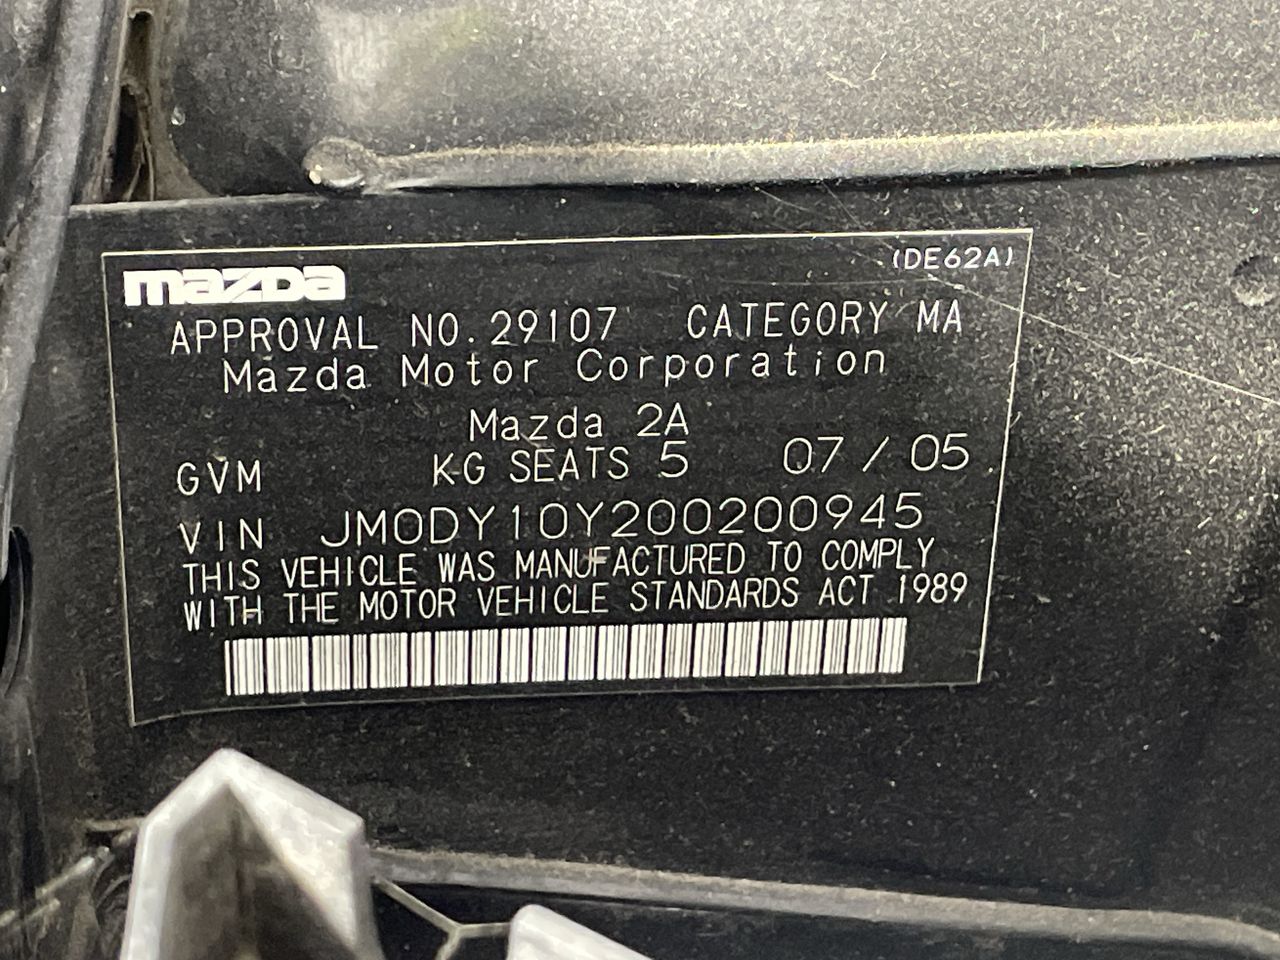 (DE62A)
mazda
APPROVAL NO.29107 CATEGORY MA
Mazda Motor Corporation
Mazda 2A
GVM KG SEATS 5 07/05
VIN JM0DY10Y200200945
THIS VEHICLE WAS MANUFACTURED TO COMPLY
WITH THE MOTOR VEHICLE STANDARDS ACT 1989